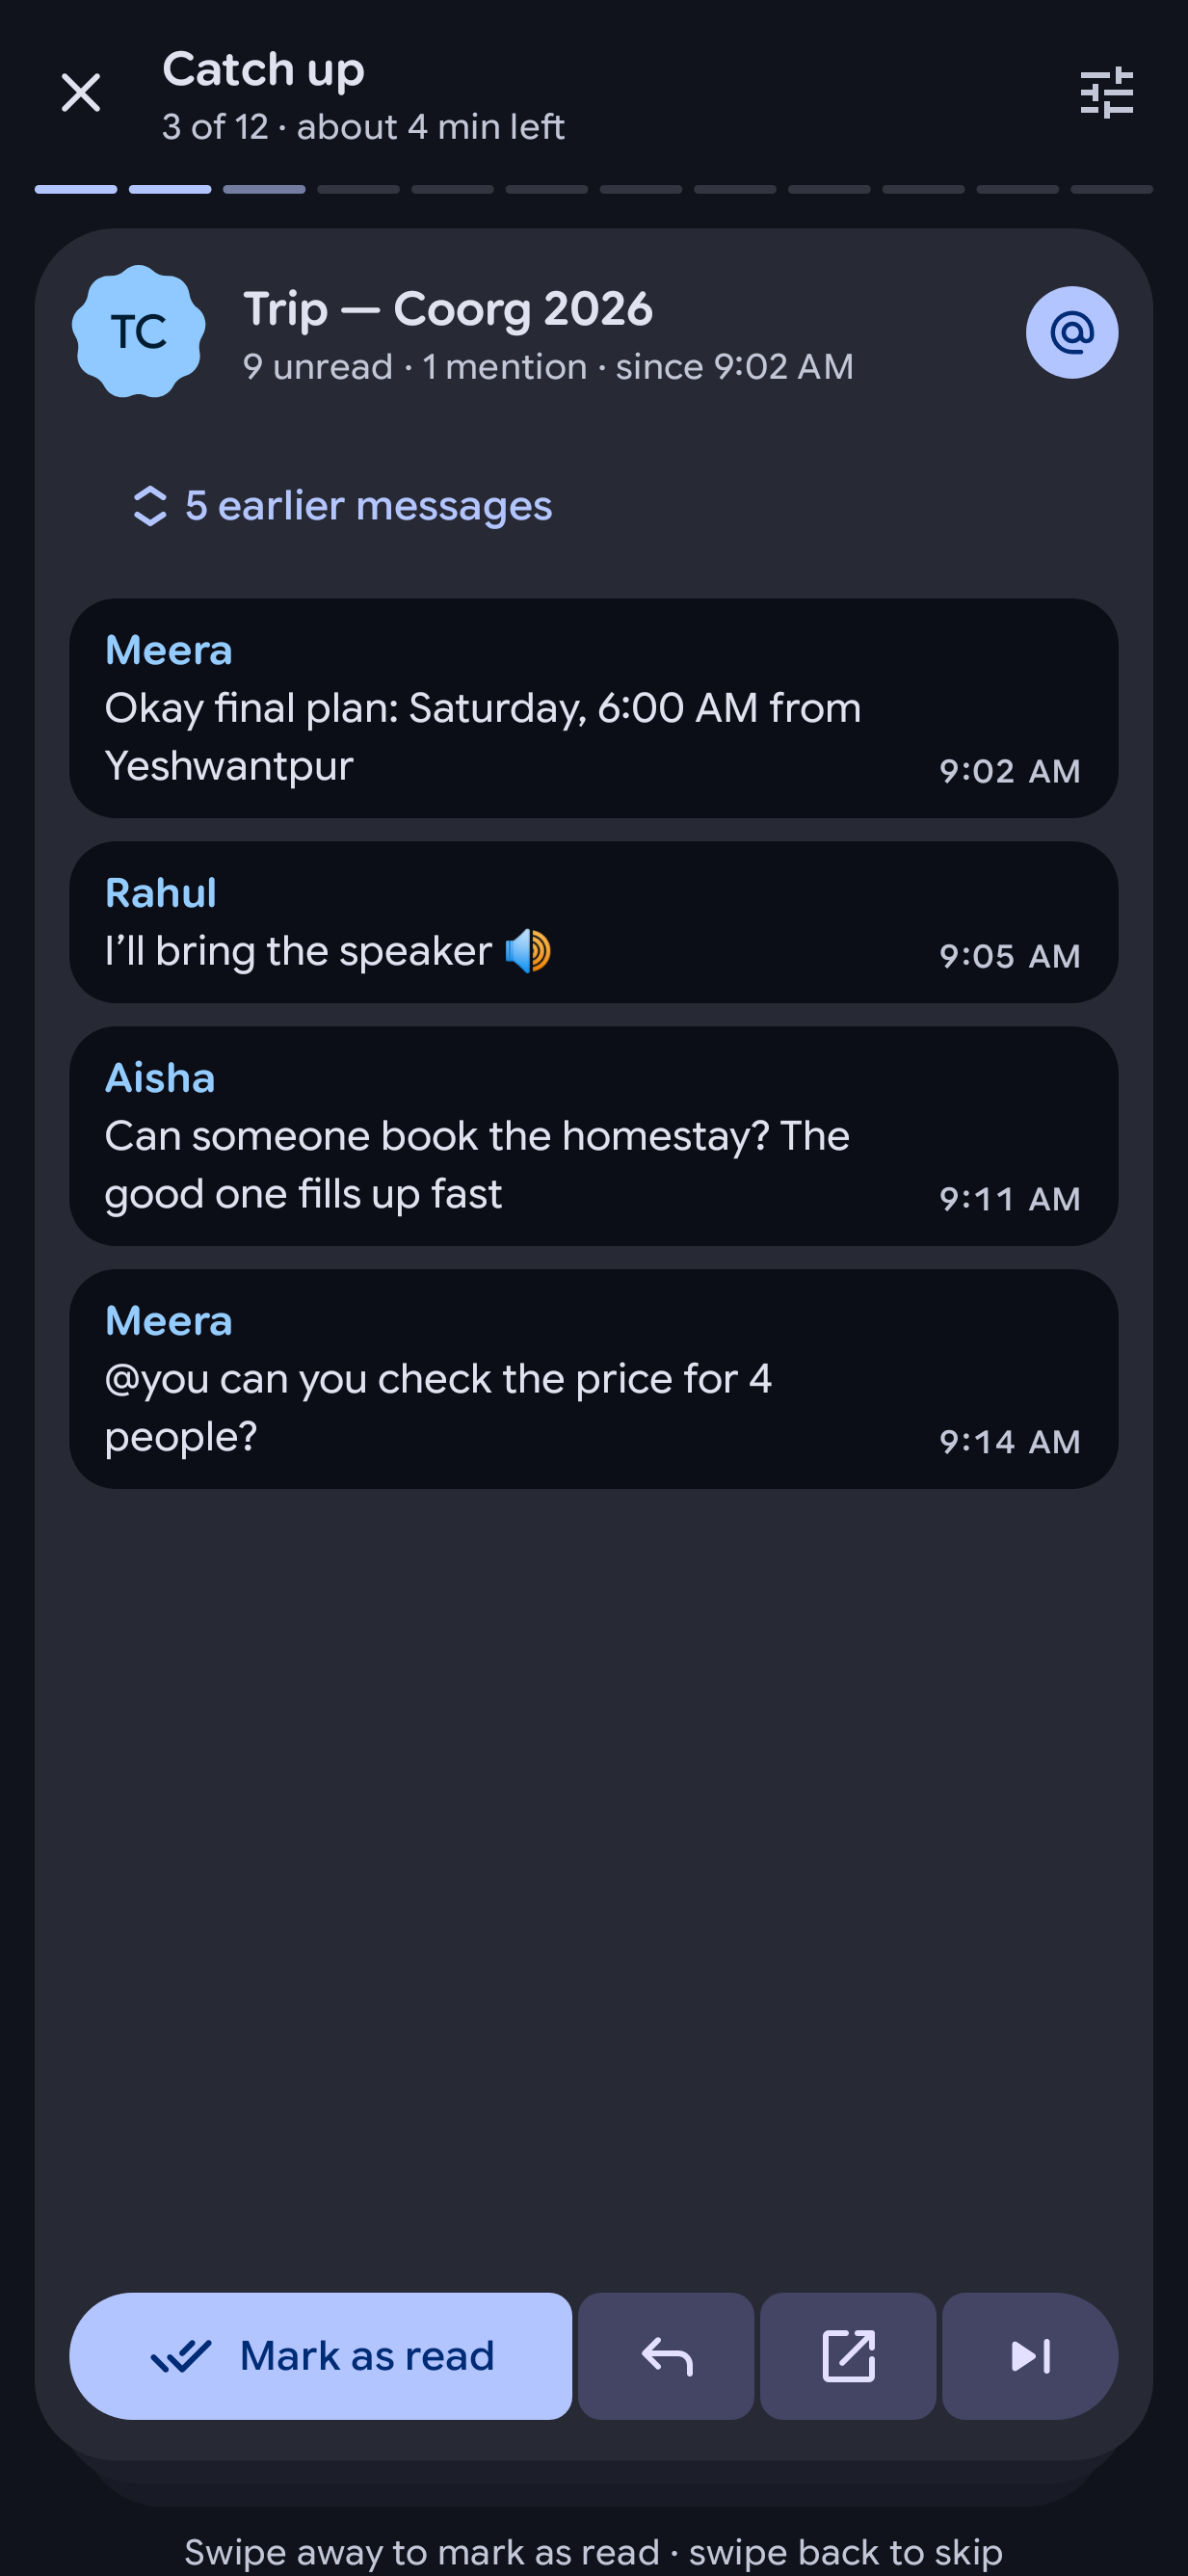 Catch up
3 of 12 · about 4 min left
TC
Trip — Coorg 2026
9 unread · 1 mention · since 9:02 AM
@
5 earlier messages
Meera
Okay final plan: Saturday, 6:00 AM from
Yeshwantpur
9:02 AM
Rahul
I’ll bring the speaker 🔊
9:05 AM
Aisha
Can someone book the homestay? The
good one fills up fast
9:11 AM
Meera
@you can you check the price for 4
people?
9:14 AM
Mark as read
Swipe away to mark as read · swipe back to skip